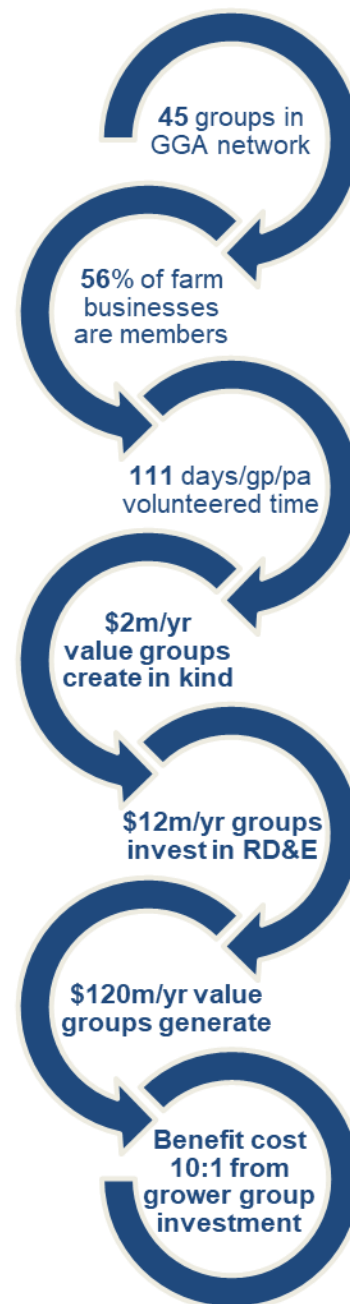 45 groups in
GGA network
56% of farm
businesses
are members
111 days/gp/pa
volunteered time
$2m/yr
value groups
create in kind
$12m/yr groups
invest in RD&E
$120m/yr value
groups generate
Benefit cost
10:1 from
grower group
investment